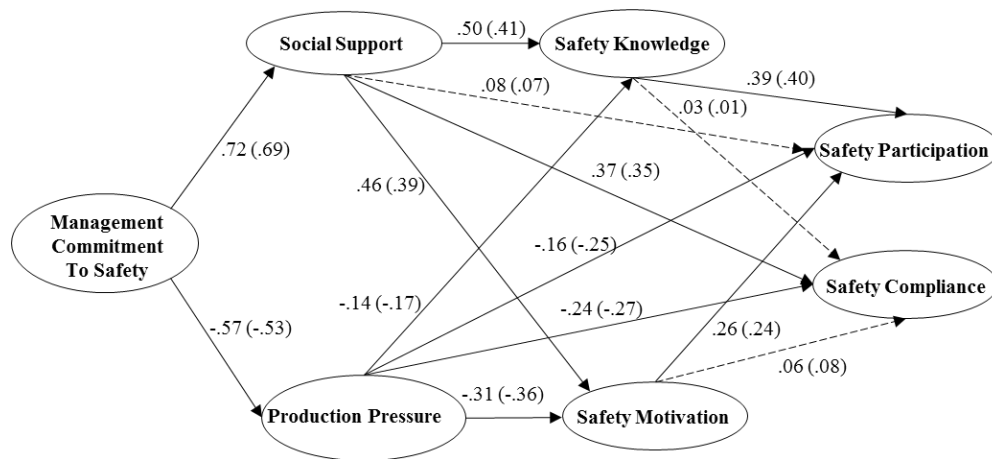 .50 (.41)
Social Support
Safety Knowledge
.08 (.07)
.39 (.40)
.03 (.01)
.72 (.69)
Safety Participation
.37 (.35)
.46 (.39)
Management
Commitment
To Safety
-.16 (-.25)
Safety Compliance
-.14 (-.17)
-.24 (-.27)
-.57 (-.53)
.26 (.24)
.06 (.08)
-.31 (-.36)
Production Pressure
Safety Motivation